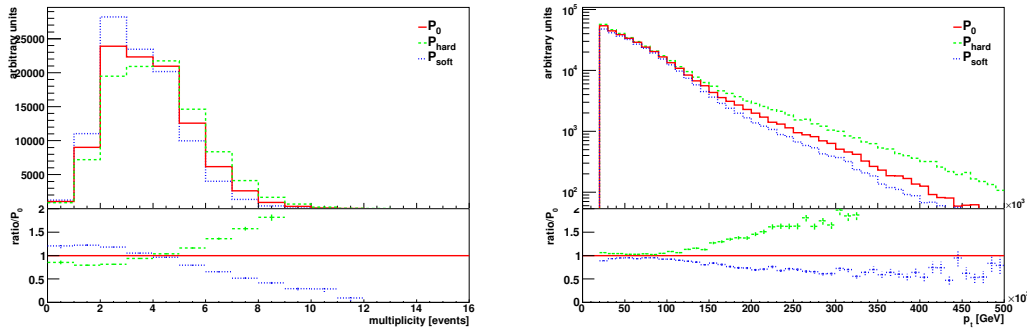 arbitrary units
25000
20000
15000
10000
5000
P0
Phard
Psoft
ratio/P0
2
1.5
1
0.5
0
0 2 4 6 8 10 12 14 16
multiplicity [events]
arbitrary units
10^5
10^4
10^3
10^2
P0
Phard
Psoft
×10^3
ratio/P0
2
1.5
1
0.5
0
0 50 100 150 200 250 300 350 400 450 500
pt [GeV]